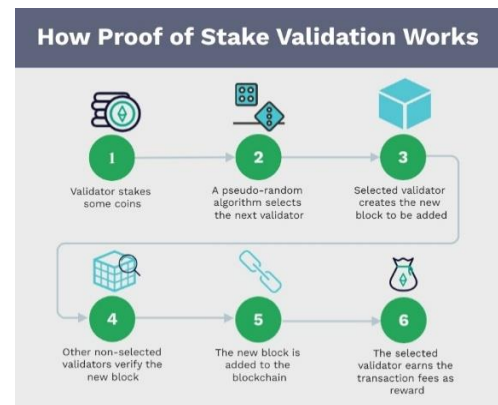 How Proof of Stake Validation Works
1
Validator stakes
some coins
2
A pseudo-random
algorithm selects
the next validator
3
Selected validator
creates the new
block to be added
4
Other non-selected
validators verify the
new block
5
The new block is
added to the
blockchain
6
The selected
validator earns the
transaction fees as
reward